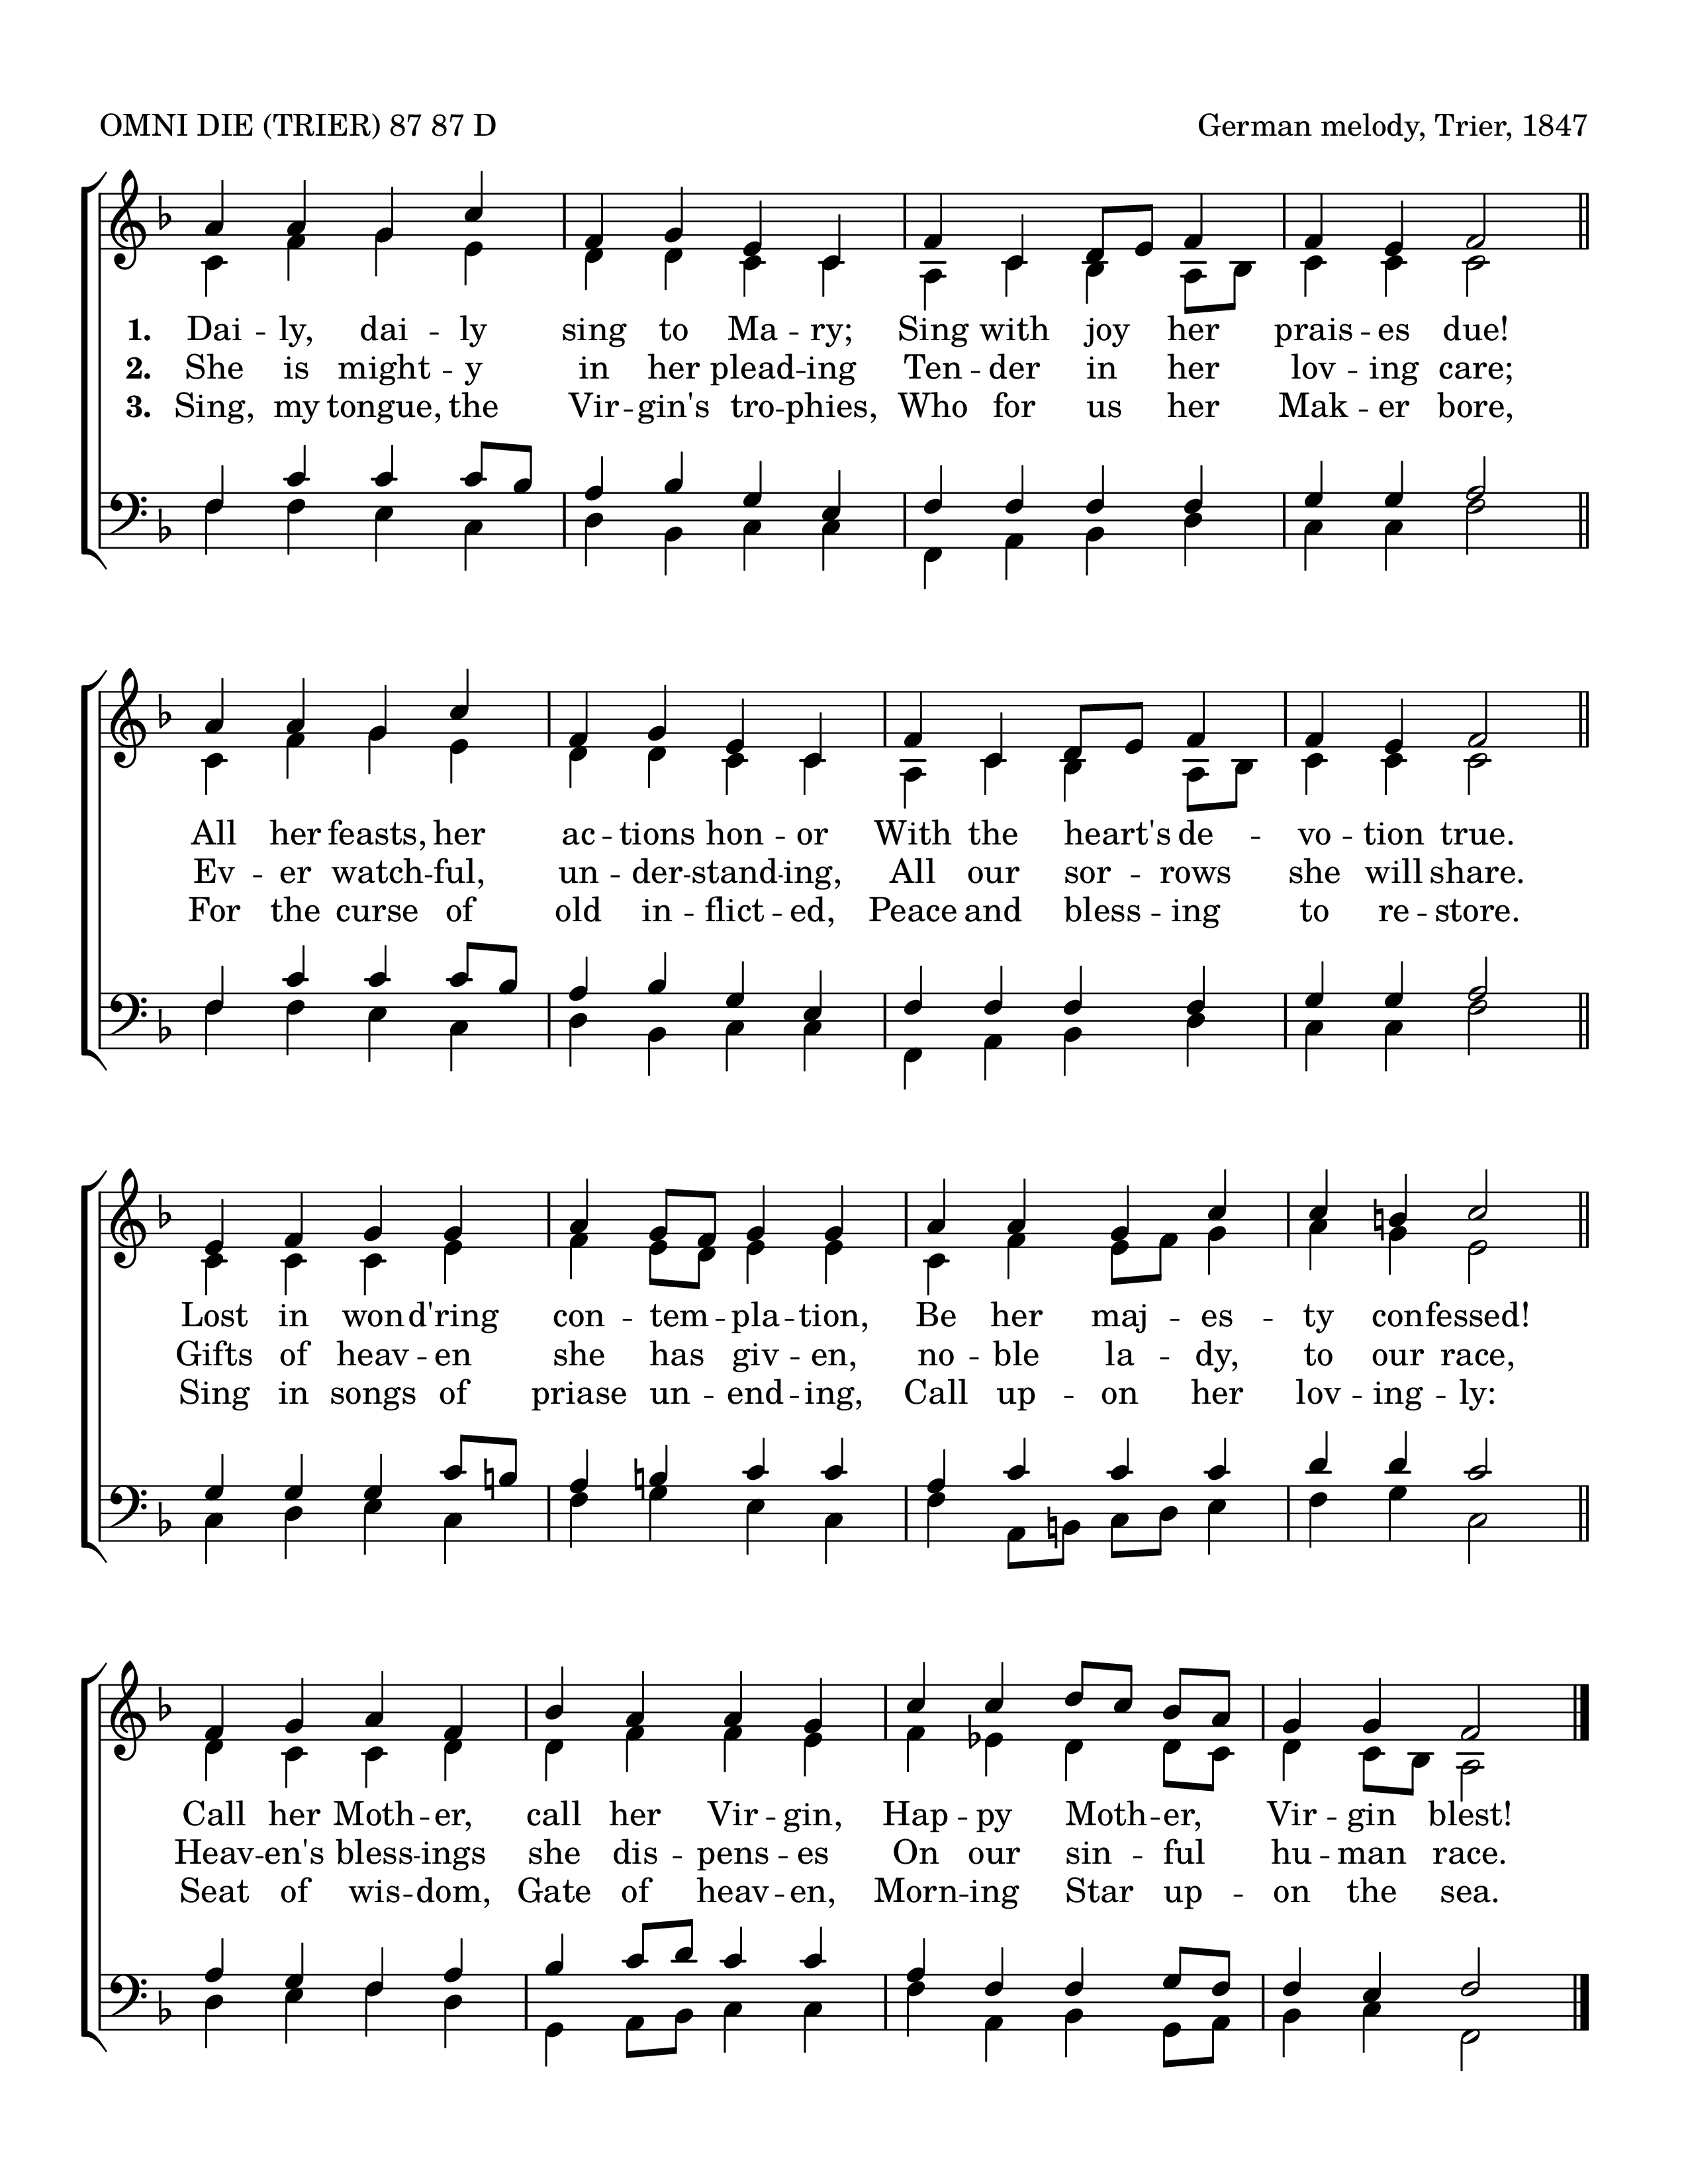 OMNI DIE (TRIER) 87 87 D
German melody, Trier, 1847
1. Dai -- ly, dai -- ly sing to Ma -- ry; Sing with joy her prais -- es due!
2. She is might -- y in her plead -- ing Ten -- der in her lov -- ing care;
3. Sing, my tongue, the Vir -- gin's tro -- phies, Who for us her Mak -- er bore,
All her feasts, her ac -- tions hon -- or With the heart's de -- vo -- tion true.
Ev -- er watch -- ful, un -- der -- stand -- ing, All our sor -- rows she will share.
For the curse of old in -- flict -- ed, Peace and bless -- ing to re -- store.
Lost in wond'ring con -- tem -- pla -- tion, Be her maj -- es -- ty confessed!
Gifts of heav -- en she has giv -- en, no -- ble la -- dy, to our race,
Sing in songs of priase un -- end -- ing, Call up -- on her lov -- ing -- ly:
Call her Moth -- er, call her Vir -- gin, Hap -- py Moth -- er, Vir -- gin blest!
Heav -- en's bless -- ings she dis -- pens -- es On our sin -- ful hu -- man race.
Seat of wis -- dom, Gate of heav -- en, Morn -- ing Star up -- on the sea.